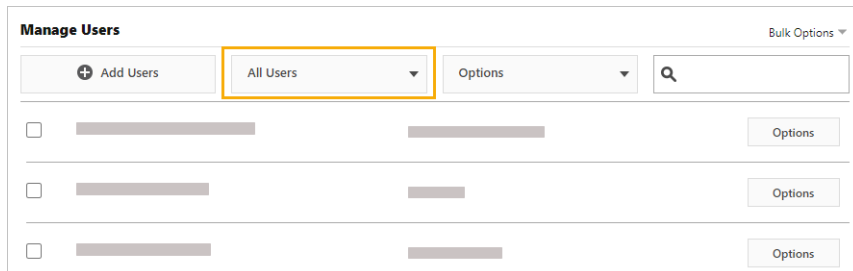 Manage Users
Bulk Options
Add Users
All Users
Options
Options
Options
Options